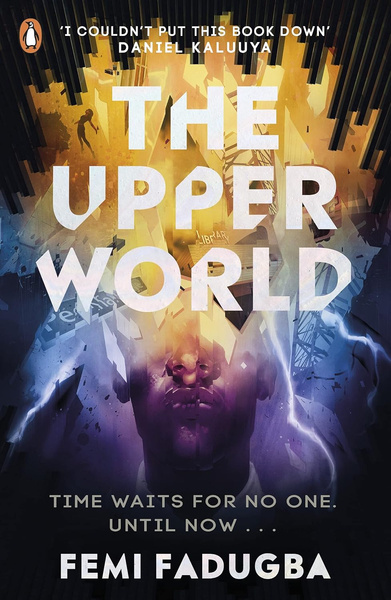 'I COULDN'T PUT THIS BOOK DOWN'
DANIEL KALUUYA
THE
UPPER
WORLD
TIME WAITS FOR NO ONE.
UNTIL NOW . . .
FEMI FADUGBA